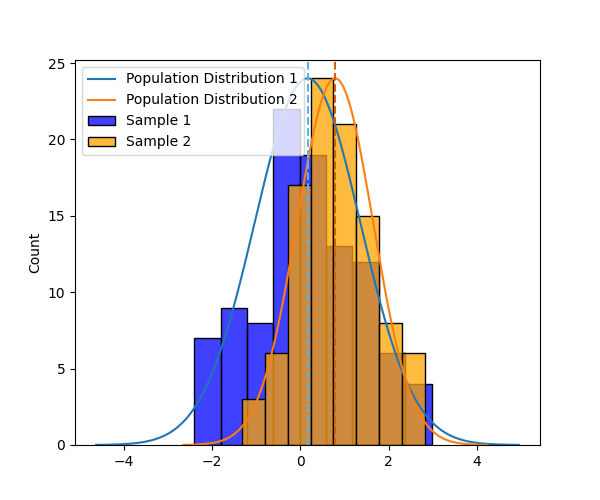 25
20
15
10
5
0
Count
Population Distribution 1
Population Distribution 2
Sample 1
Sample 2
−4
−2
0
2
4